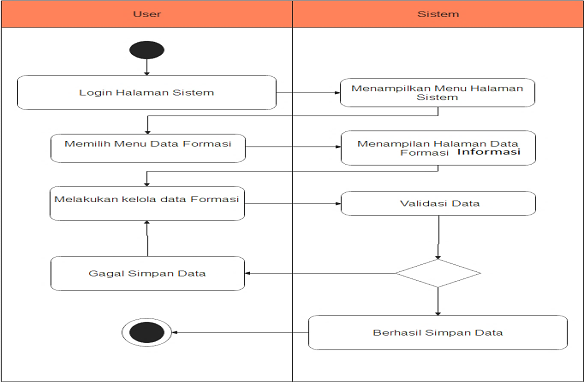 User
Sistem
Login Halaman Sistem
Menampilkan Menu Halaman
Sistem
Memilih Menu Data Formasi
Menampilan Halaman Data
Formasi Informasi
Melakukan kelola data Formasi
Validasi Data
Gagal Simpan Data
Berhasil Simpan Data